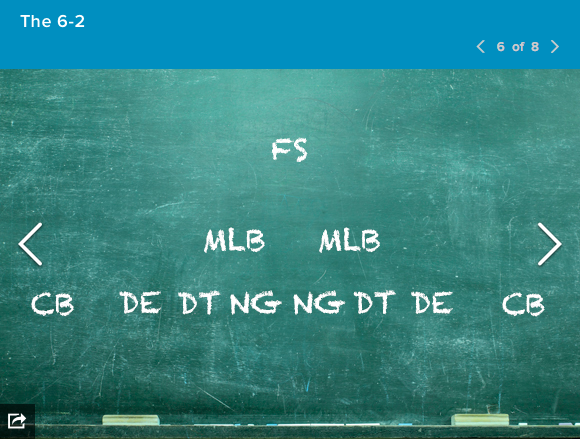 The 6-2
6 of 8
FS
MLB MLB
CB DE DT NG NG DT DE CB